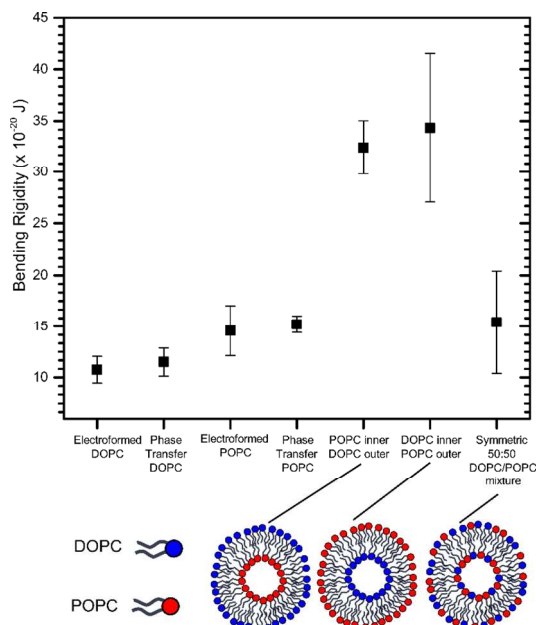 45
40
35
30
25
20
15
10
Bending Rigidity (x 10⁻²⁰ J)
Electroformed
DOPC
Phase
Transfer
DOPC
Electroformed
POPC
Phase
Transfer
POPC
POPC inner
DOPC outer
DOPC inner
POPC outer
Symmetric
50:50
DOPC/POPC
mixture
DOPC
POPC